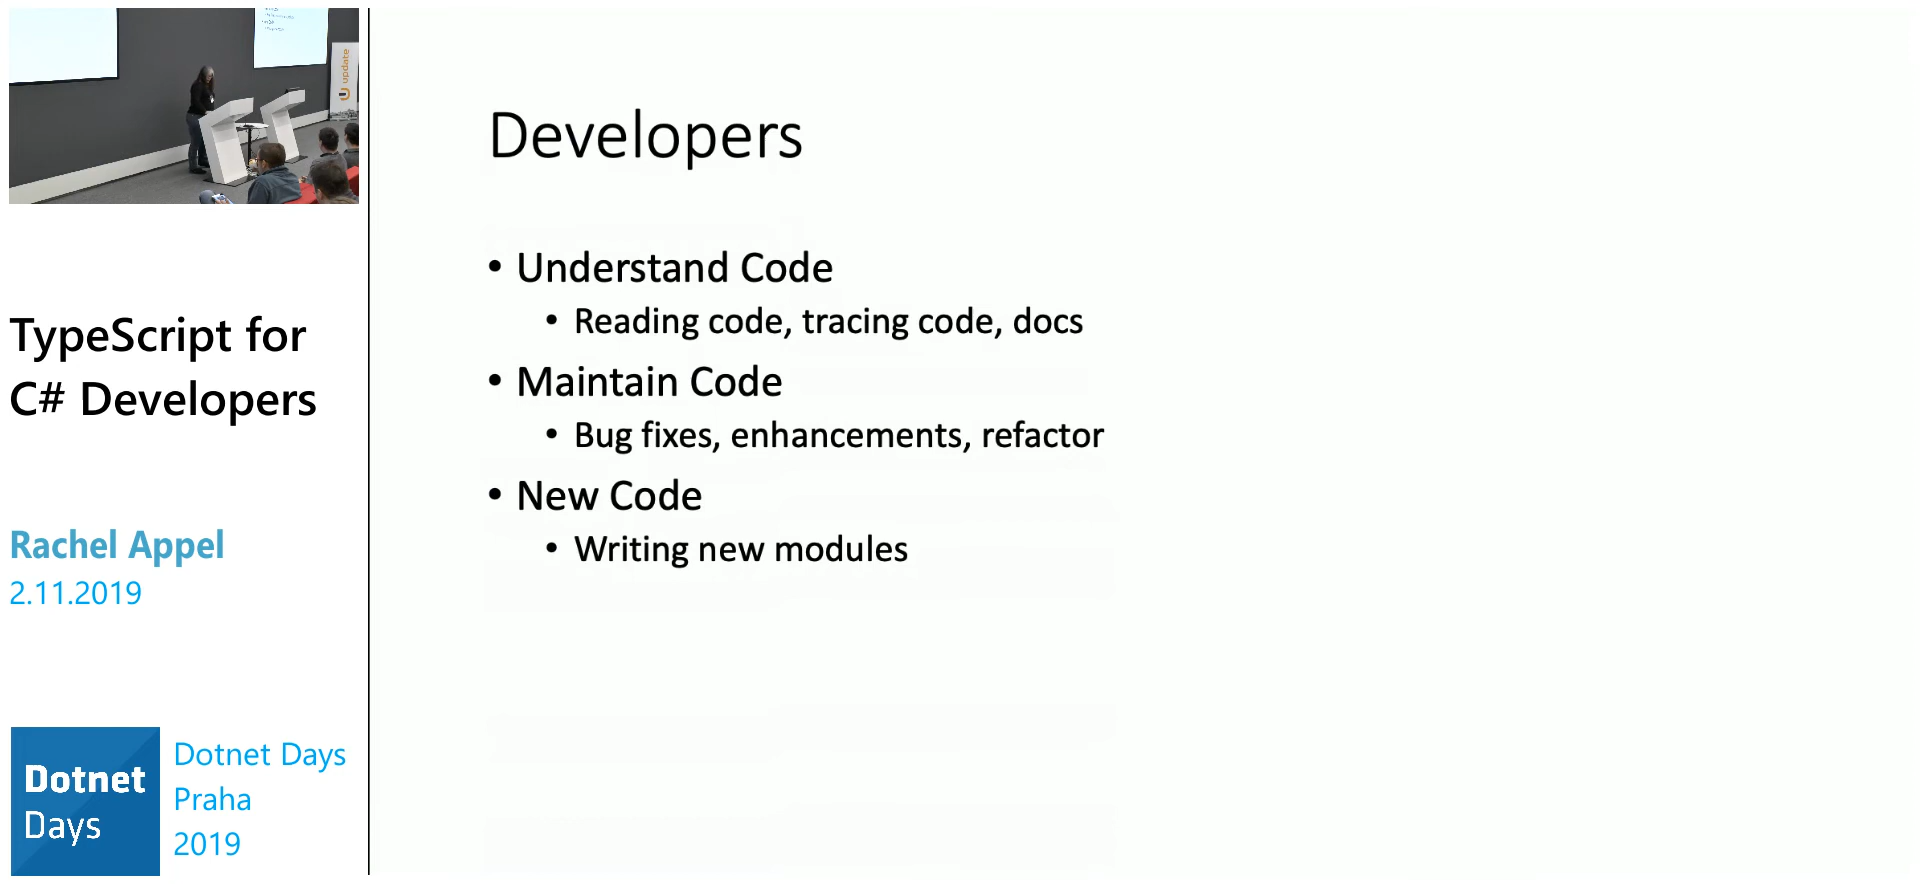 update
TypeScript for
C# Developers
Rachel Appel
2.11.2019
Dotnet
Days
Dotnet Days
Praha
2019
Developers
• Understand Code
• Reading code, tracing code, docs
• Maintain Code
• Bug fixes, enhancements, refactor
• New Code
• Writing new modules